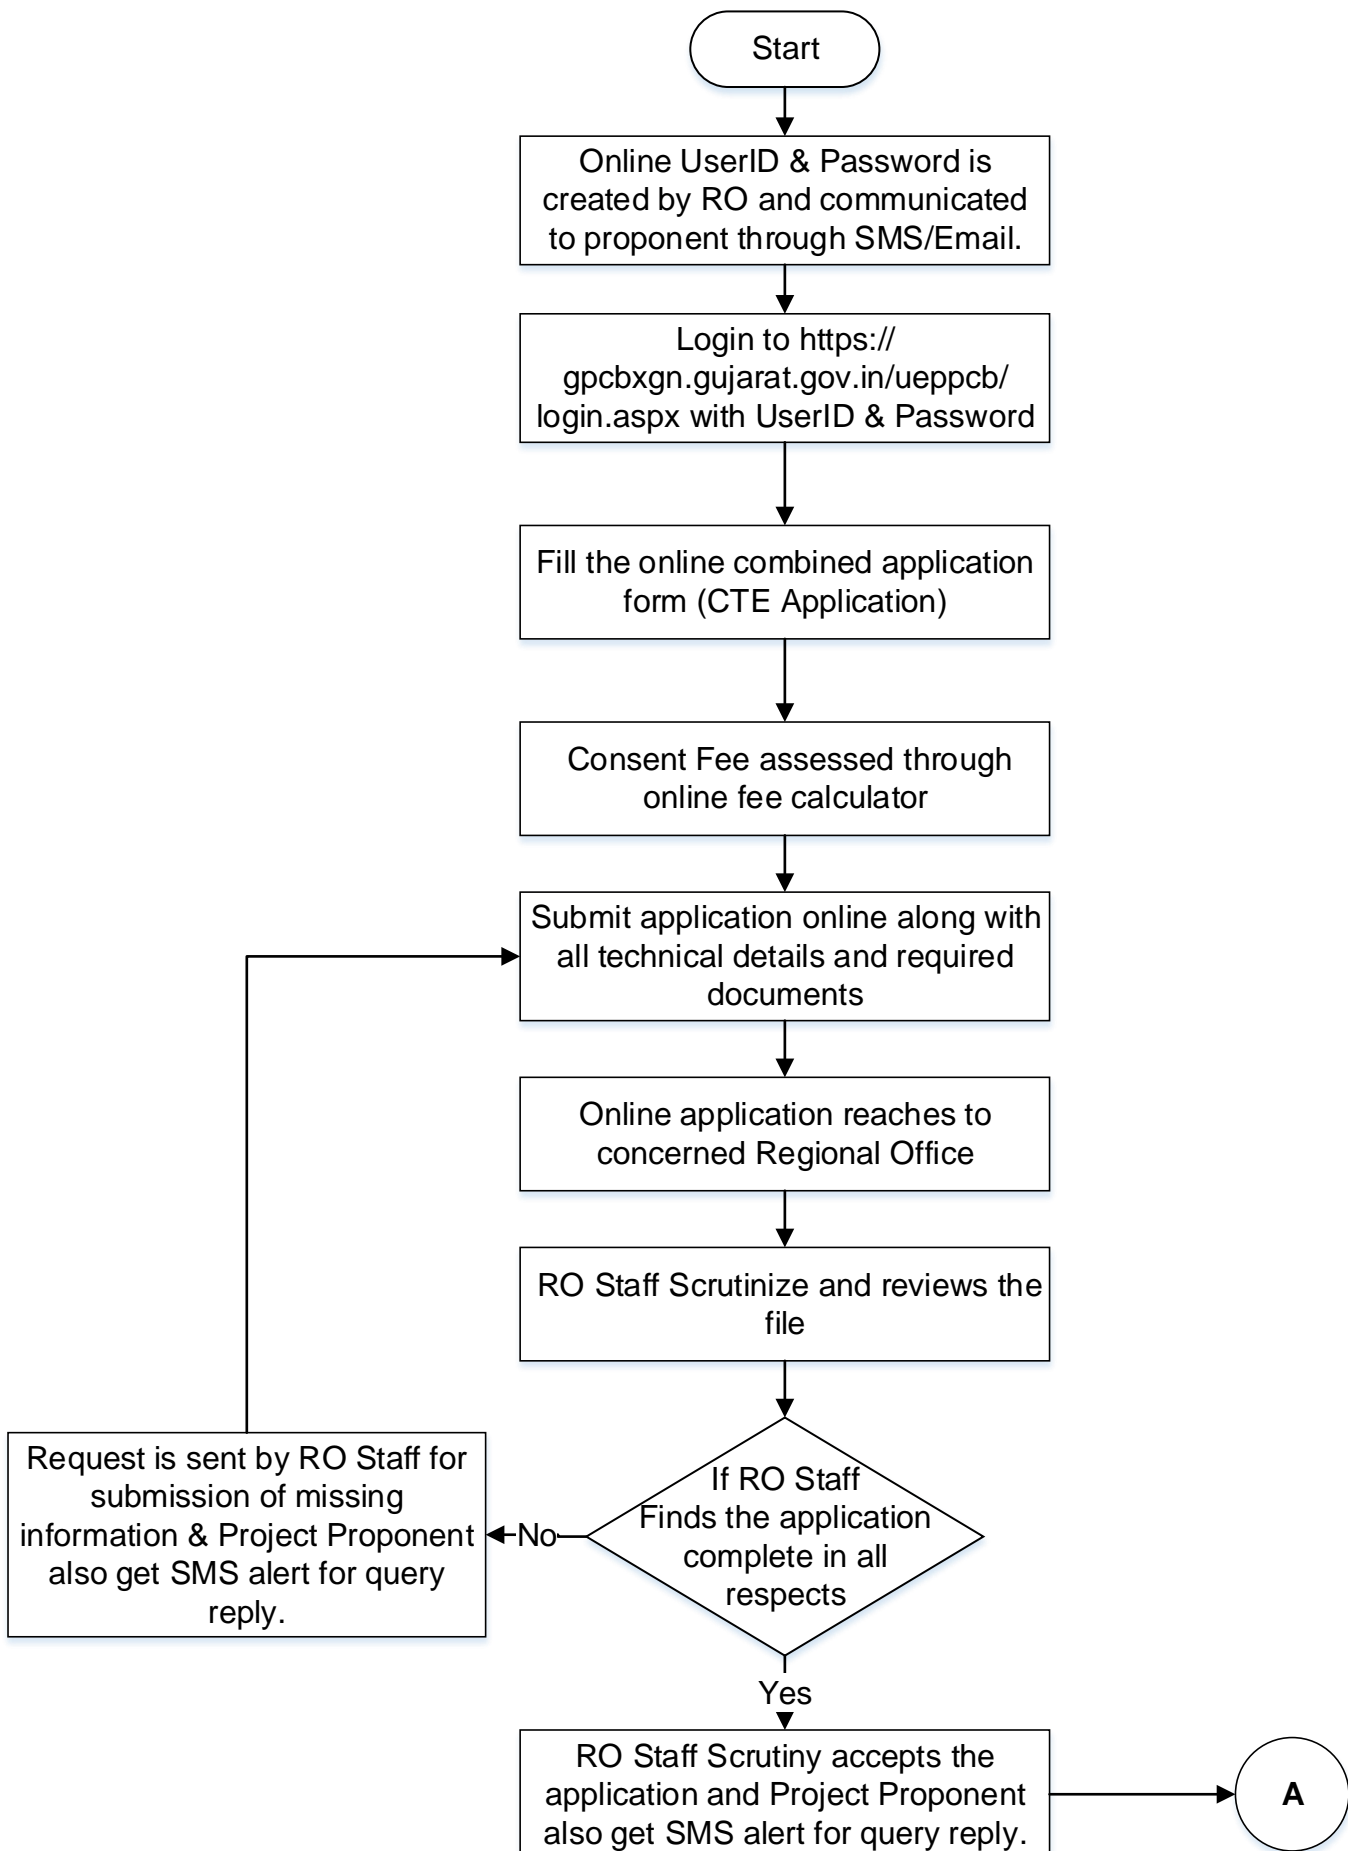 Start
Online UserID & Password is
created by RO and communicated
to proponent through SMS/Email.
Login to https://
gpcbxgn.gujarat.gov.in/ueppcb/
login.aspx with UserID & Password
Fill the online combined application
form (CTE Application)
Consent Fee assessed through
online fee calculator
Submit application online along with
all technical details and required
documents
Online application reaches to
concerned Regional Office
RO Staff Scrutinize and reviews the
file
If RO Staff
Finds the application
complete in all
respects
No
Request is sent by RO Staff for
submission of missing
information & Project Proponent
also get SMS alert for query
reply.
Yes
RO Staff Scrutiny accepts the
application and Project Proponent
also get SMS alert for query reply.
A